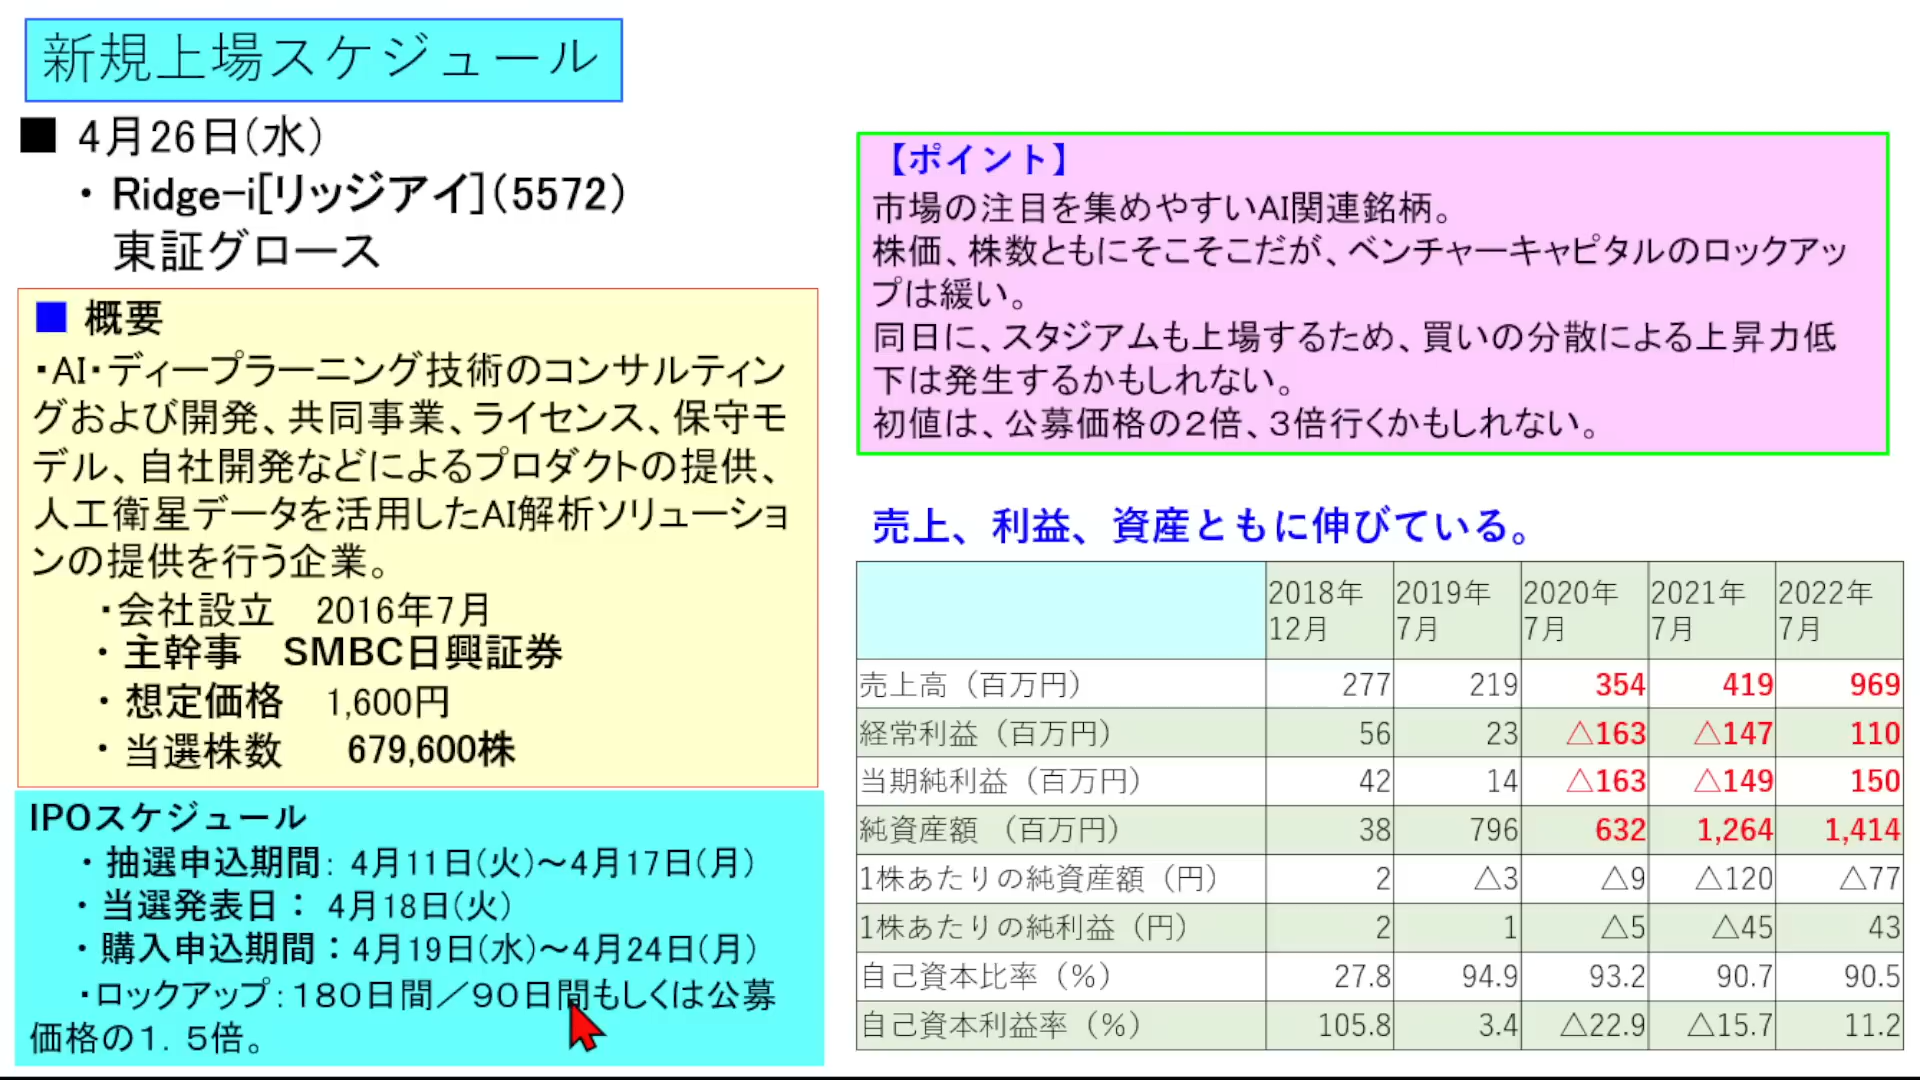 新規上場スケジュール
■ 4月26日(水)
・Ridge-i[リッジアイ](5572)
東証グロース
■ 概要
・AI・ディープラーニング技術のコンサルティン
グおよび開発、共同事業、ライセンス、保守モ
デル、自社開発などによるプロダクトの提供、
人工衛星データを活用したAI解析ソリューショ
ンの提供を行う企業。
・会社設立　2016年7月
・主幹事　SMBC日興証券
・想定価格　1,600円
・当選株数　679,600株
IPOスケジュール
・抽選申込期間：4月11日(火)～4月17日(月)
・当選発表日：4月18日(火)
・購入申込期間：4月19日(水)～4月24日(月)
・ロックアップ：１８０日間／９０日間もしくは公募
価格の１．５倍。
【ポイント】
市場の注目を集めやすいAI関連銘柄。
株価、株数ともにそこそこだが、ベンチャーキャピタルのロックアッ
プは緩い。
同日に、スタジアムも上場するため、買いの分散による上昇力低
下は発生するかもしれない。
初値は、公募価格の２倍、３倍行くかもしれない。
売上、利益、資産ともに伸びている。
2018年12月 2019年7月 2020年7月 2021年7月 2022年7月
売上高（百万円） 277 219 354 419 969
経常利益（百万円） 56 23 △163 △147 110
当期純利益（百万円） 42 14 △163 △149 150
純資産額 （百万円） 38 796 632 1,264 1,414
1株あたりの純資産額（円） 2 △3 △9 △120 △77
1株あたりの純利益（円） 2 1 △5 △45 43
自己資本比率（%） 27.8 94.9 93.2 90.7 90.5
自己資本利益率（%） 105.8 3.4 △22.9 △15.7 11.2